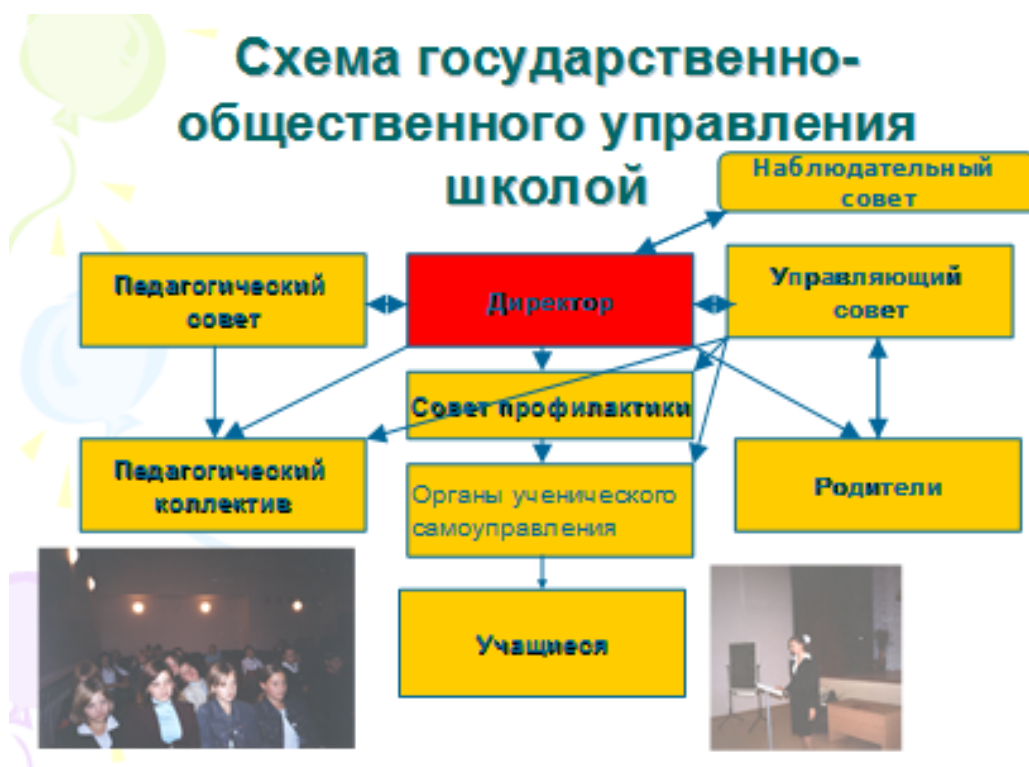 Схема государственно-
общественного управления
школой
Наблюдательный
совет
Педагогический
совет
Директор
Управляющий
совет
Совет профилактики
Педагогический
коллектив
Органы ученического
самоуправления
Родители
Учащиеся